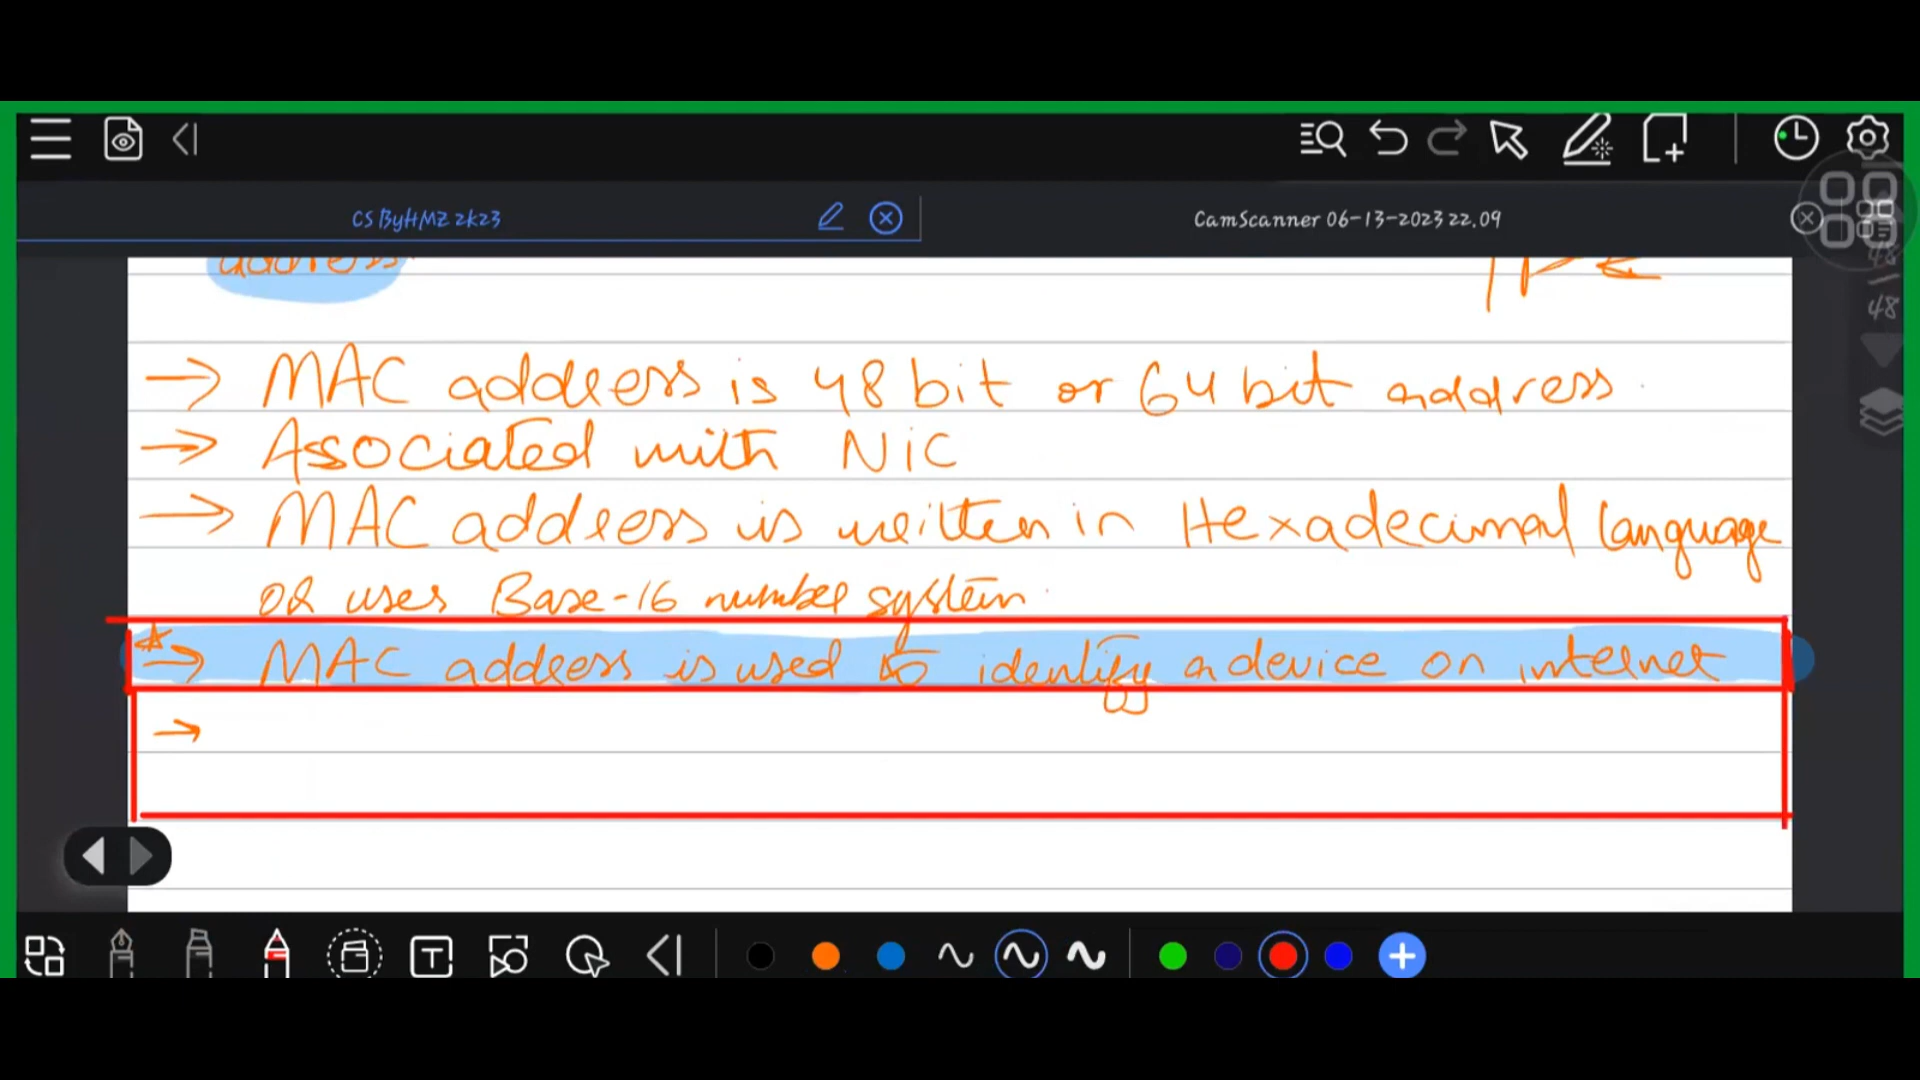 CS ByHMZ 2k23
CamScanner 06-13-2023 22.09
address
48
48
→ MAC address is 48 bit or 64 bit address.
→ Associated with NIC
→ MAC address is written in Hexadecimal language
OR uses Base-16 number system.
→ MAC address is used to identify a device on internet
→
T